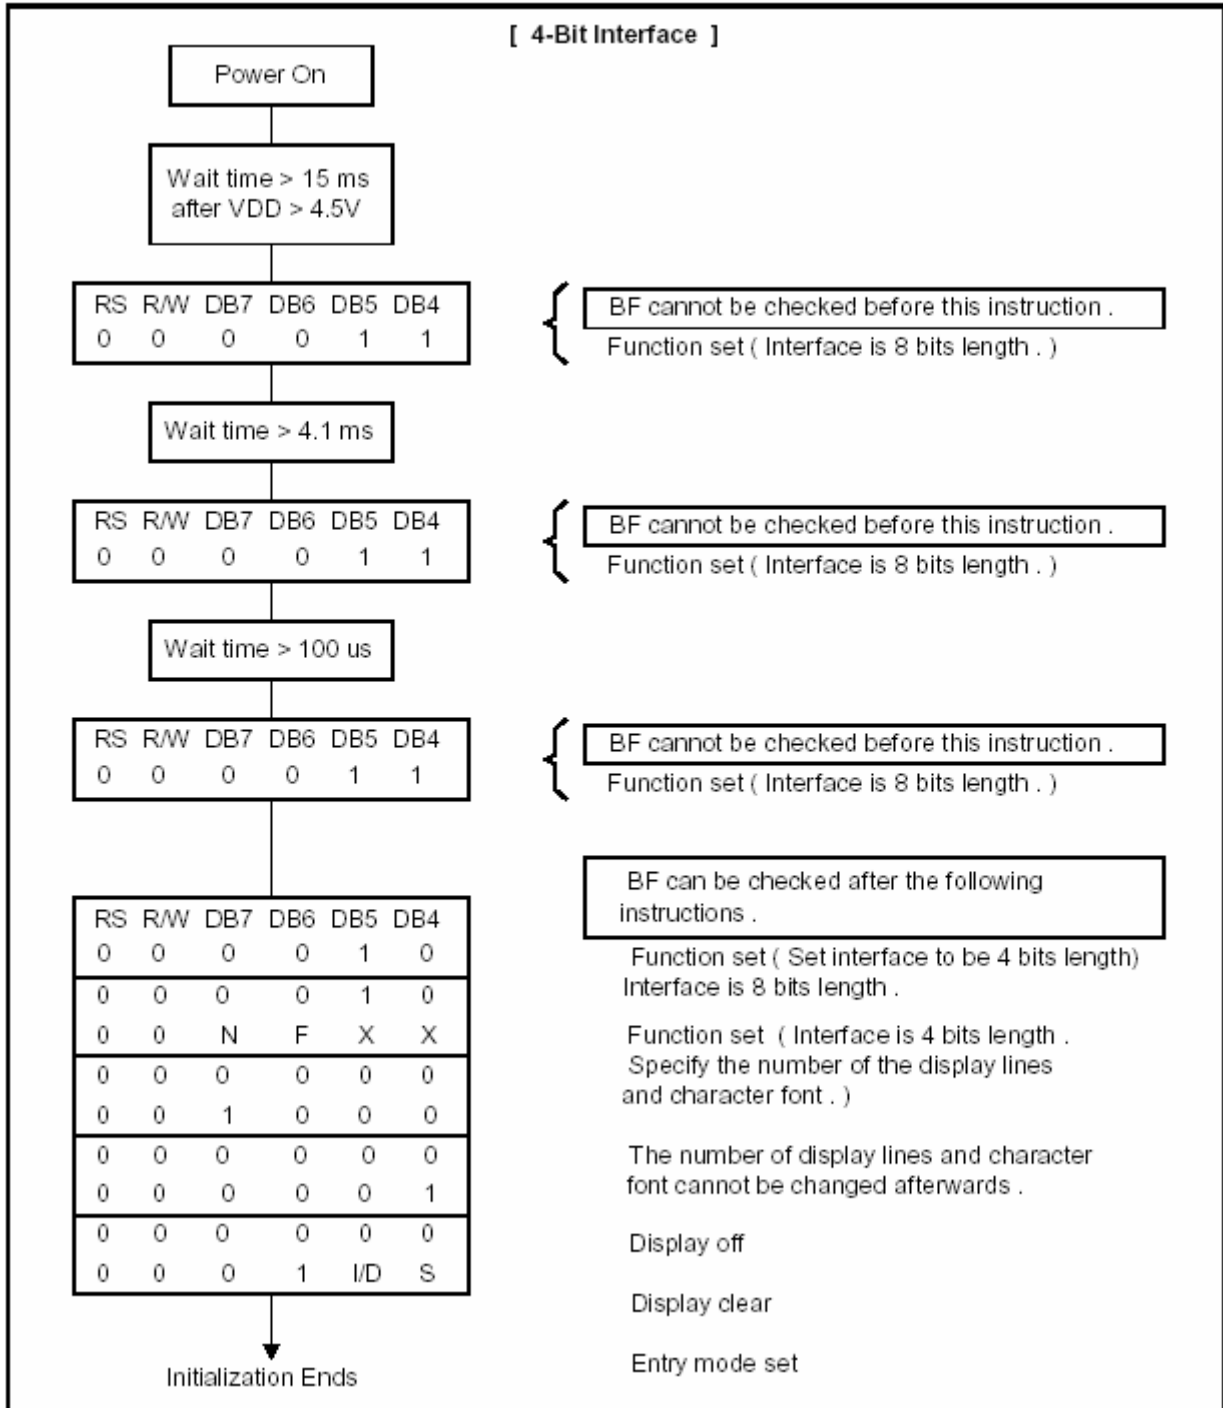 [ 4-Bit Interface ]
Power On
Wait time > 15 ms
after VDD > 4.5V
RS R/W DB7 DB6 DB5 DB4
0 0 0 0 1 1
BF cannot be checked before this instruction .
Function set ( Interface is 8 bits length . )
Wait time > 4.1 ms
RS R/W DB7 DB6 DB5 DB4
0 0 0 0 1 1
BF cannot be checked before this instruction .
Function set ( Interface is 8 bits length . )
Wait time > 100 us
RS R/W DB7 DB6 DB5 DB4
0 0 0 0 1 1
BF cannot be checked before this instruction .
Function set ( Interface is 8 bits length . )
RS R/W DB7 DB6 DB5 DB4
0 0 0 0 1 0
0 0 0 0 1 0
0 0 N F X X
0 0 0 0 0 0
0 0 1 0 0 0
0 0 0 0 0 0
0 0 0 0 0 1
0 0 0 0 0 0
0 0 0 1 I/D S
Initialization Ends
BF can be checked after the following
instructions .
Function set ( Set interface to be 4 bits length)
Interface is 8 bits length .
Function set ( Interface is 4 bits length .
Specify the number of the display lines
and character font . )
The number of display lines and character
font cannot be changed afterwards .
Display off
Display clear
Entry mode set